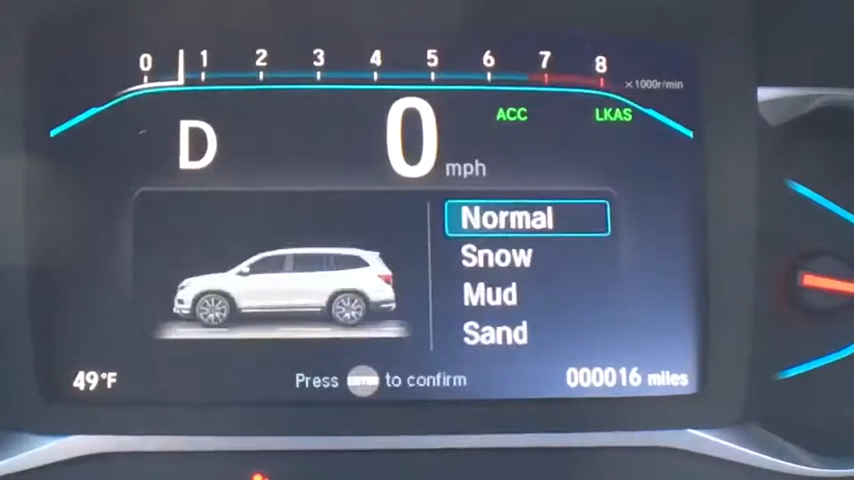 0 1 2 3 4 5 6 7 8 ×1000r/min
ACC LKAS
D 0 mph
Normal
Snow
Mud
Sand
49°F Press ENTER to confirm 000016 miles